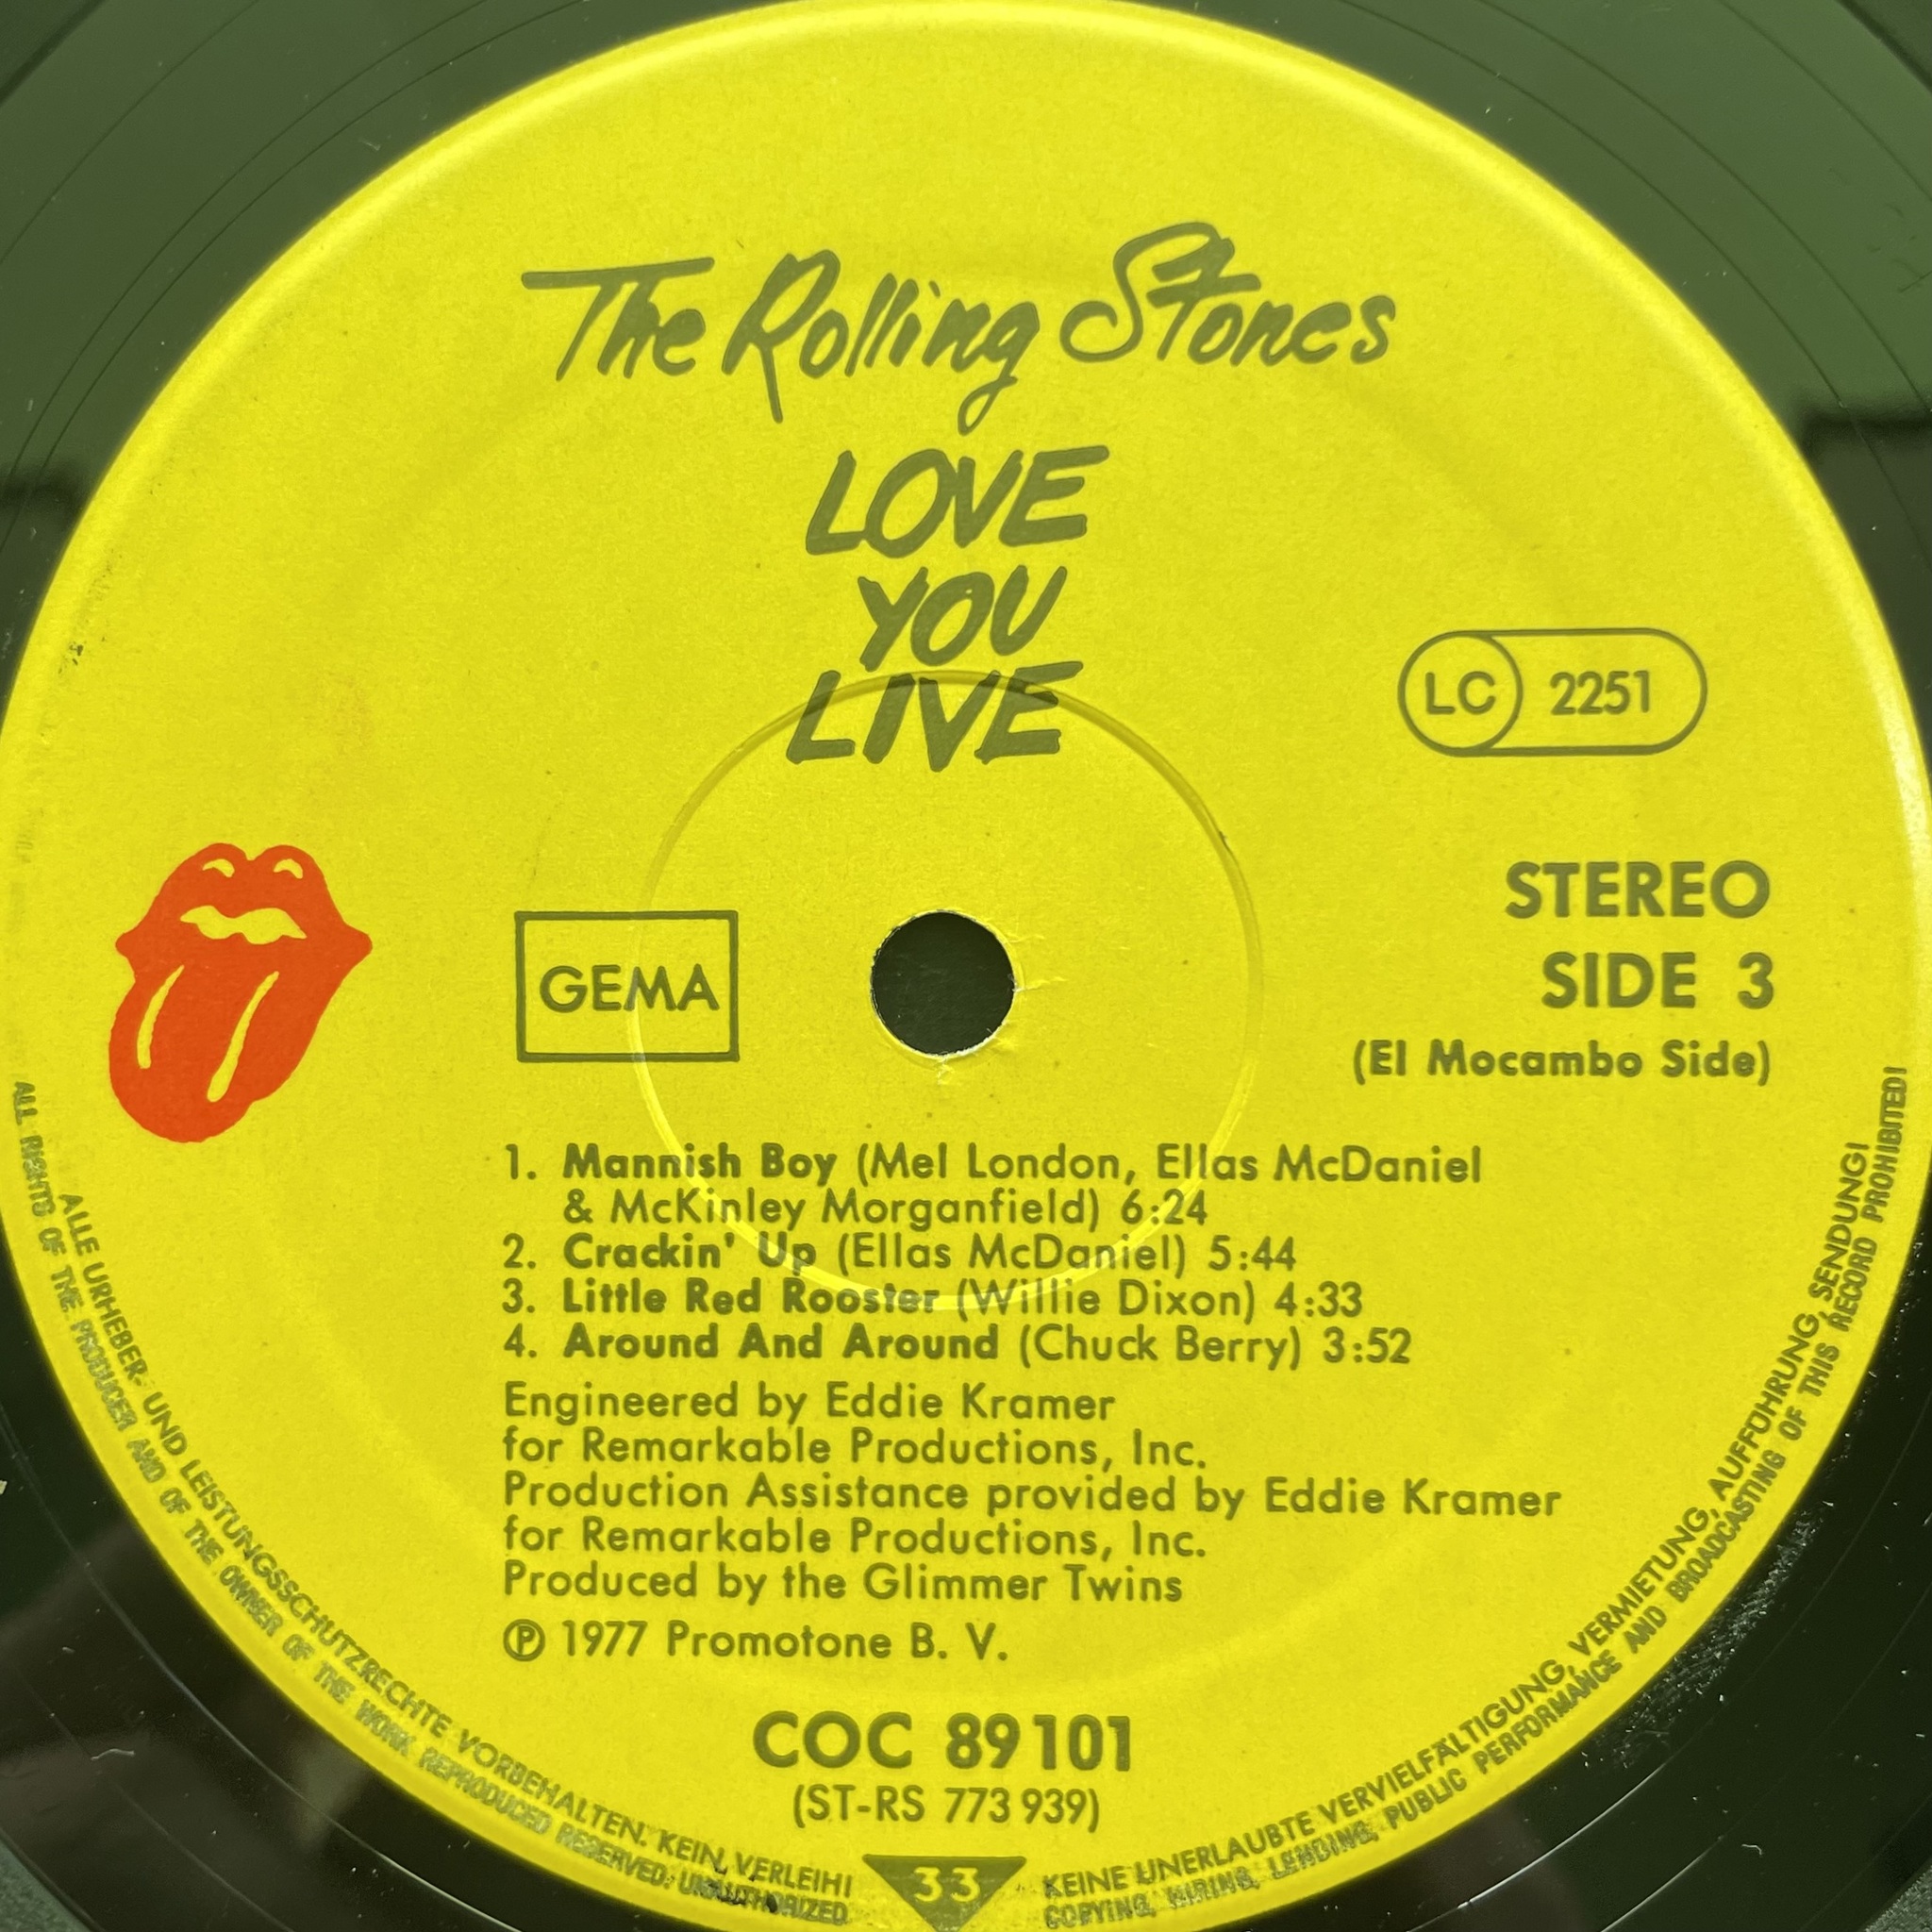 The Rolling Stones
LOVE
YOU
LIVE
LC 2251
STEREO
SIDE 3
(El Mocambo Side)
GEMA
1. Mannish Boy (Mel London, Ellas McDaniel
& McKinley Morganfield) 6:24
2. Crackin' Up (Ellas McDaniel) 5:44
3. Little Red Rooster (Willie Dixon) 4:33
4. Around And Around (Chuck Berry) 3:52
Engineered by Eddie Kramer
for Remarkable Productions, Inc.
Production Assistance provided by Eddie Kramer
for Remarkable Productions, Inc.
Produced by the Glimmer Twins
℗ 1977 Promotone B. V.
COC 89101
(ST-RS 773939)
33
ALLE URHEBER- UND LEISTUNGSSCHUTZRECHTE VORBEHALTEN. KEIN VERLEIH! KEINE UNERLAUBTE VERVIELFÄLTIGUNG, VERMIETUNG, AUFFÜHRUNG, SENDUNG!
ALL RIGHTS OF THE PRODUCER AND OF THE OWNER OF THE WORK REPRODUCED RESERVED. UNAUTHORIZED COPYING, HIRING, LENDING, PUBLIC PERFORMANCE AND BROADCASTING OF THIS RECORD PROHIBITED!